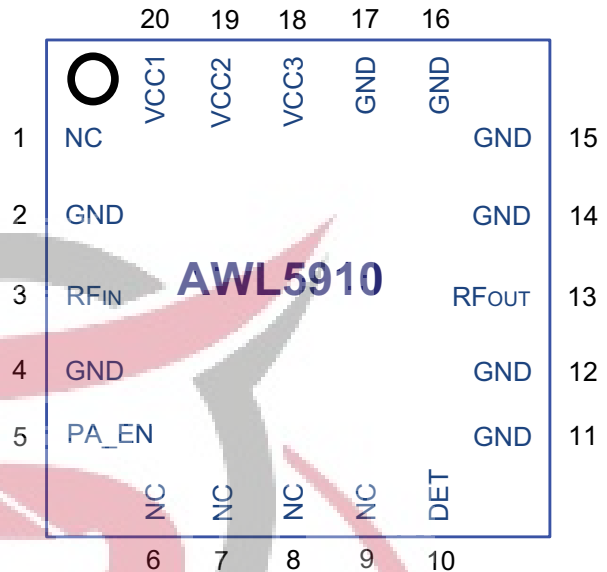 20 19 18 17 16
VCC1 VCC2 VCC3 GND GND
1 NC GND 15
2 GND GND 14
AWL5910
3 RFIN RFOUT 13
4 GND GND 12
5 PA_EN GND 11
NC NC NC NC DET
6 7 8 9 10